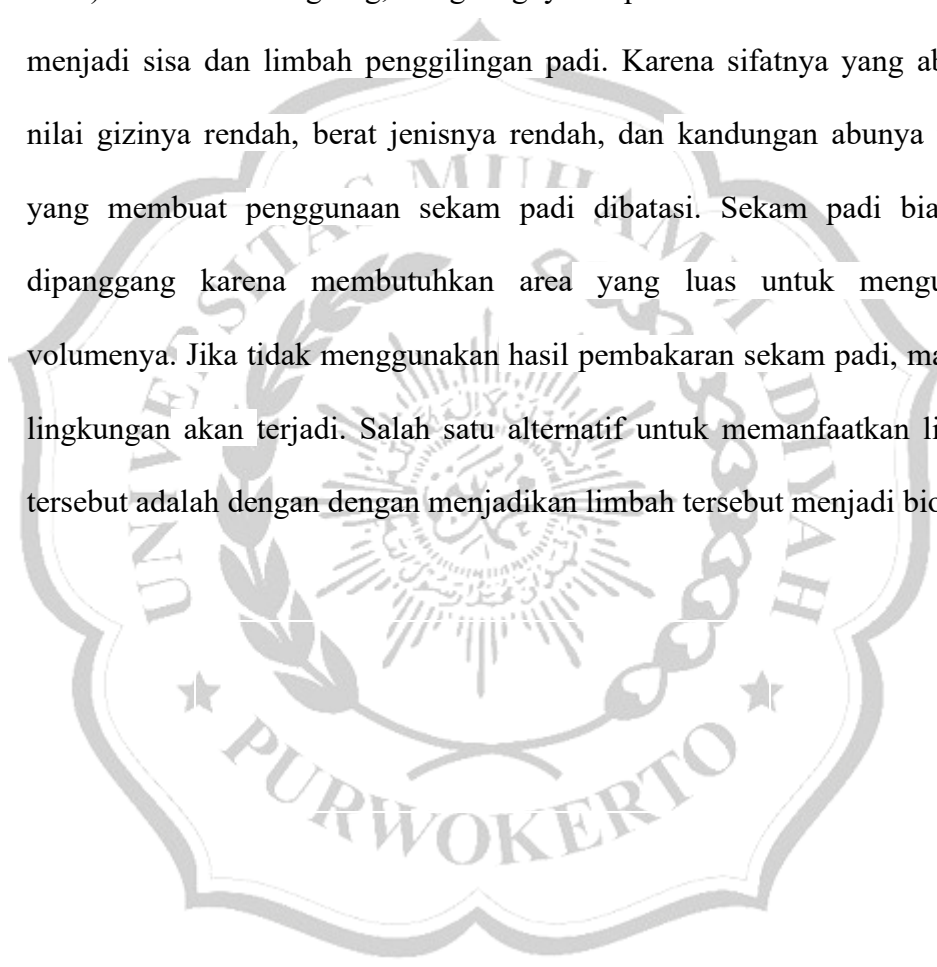 menjadi sisa dan limbah penggilingan padi. Karena sifatnya yang
nilai gizinya rendah, berat jenisnya rendah, dan kandungan abunya
yang membuat penggunaan sekam padi dibatasi. Sekam padi
dipanggang karena membutuhkan area yang luas untuk
volumenya. Jika tidak menggunakan hasil pembakaran sekam padi,
lingkungan akan terjadi. Salah satu alternatif untuk memanfaatkan
tersebut adalah dengan dengan menjadikan limbah tersebut menjadi
UNIVERSITAS MUHAMMADIYAH
PURWOKERTO